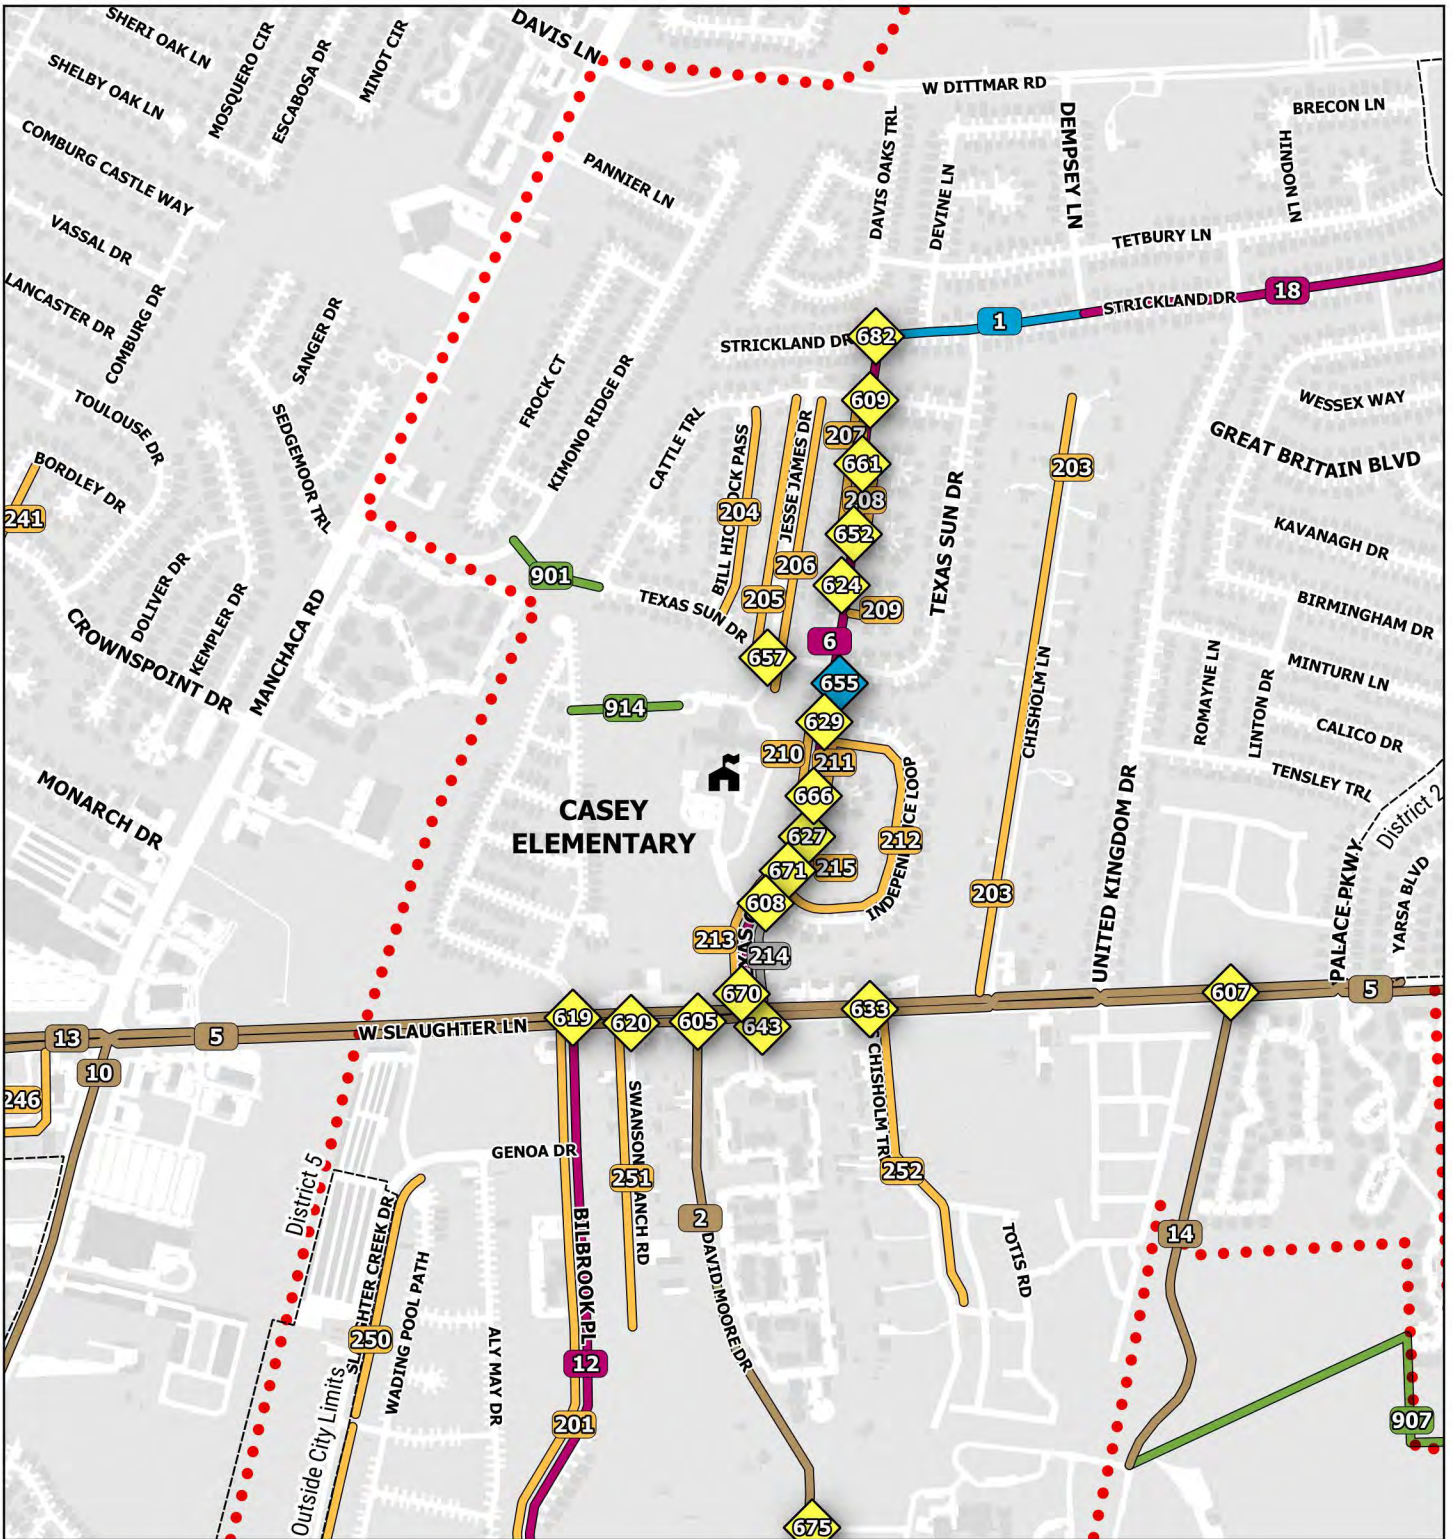 SHERI OAK LN
SHELBY OAK LN
MOSQUERO CIR
ESCABOSA DR
MINOT CIR
DAVIS LN
W DITTMAR RD
BRECON LN
HINDON LN
DEMPSEY LN
DAVIS OAKS TRL
DEVINE LN
PANNIER LN
COMBURG CASTLE WAY
VASSAL DR
LANCASTER DR
COMBURG DR
SANGER DR
TETBURY LN
18
STRICKLAND DR
1
STRICKLAND DR
682
TOULOUSE DR
SEDGEMOOR TRL
FROCK CT
KIMONO RIDGE DR
CATTLE TRL
609
WESSEX WAY
GREAT BRITAIN BLVD
207
661
203
BORDLEY DR
241
204
JESSE JAMES DR
208
652
TEXAS SUN DR
KAVANAGH DR
206
624
901
205
209
TEXAS SUN DR
DOLIVER DR
KEMPLER DR
CROWNSPOINT DR
MANCHACA RD
BIRMINGHAM DR
6
657
655
CHISHOLM LN
ROMAYNE LN
LINTON DR
MINTURN LN
914
629
CALICO DR
210
211
TENSLEY TRL
MONARCH DR
CASEY
ELEMENTARY
666
627
212
671
215
608
203
UNITED KINGDOM DR
PALACE PKWY
District 2
YARSA BLVD
213
214
670
607
5
619
620
605
643
633
13
5
W SLAUGHTER LN
10
246
CHISHOLM TRL
SWANSON
RANCH RD
GENOA DR
251
252
District 5
2
14
TOTIS RD
BILBROOK PL
DAVID MOORE DR
250
WADING POOL PATH
ALY MAY DR
12
201
907
Outside City Limits
675